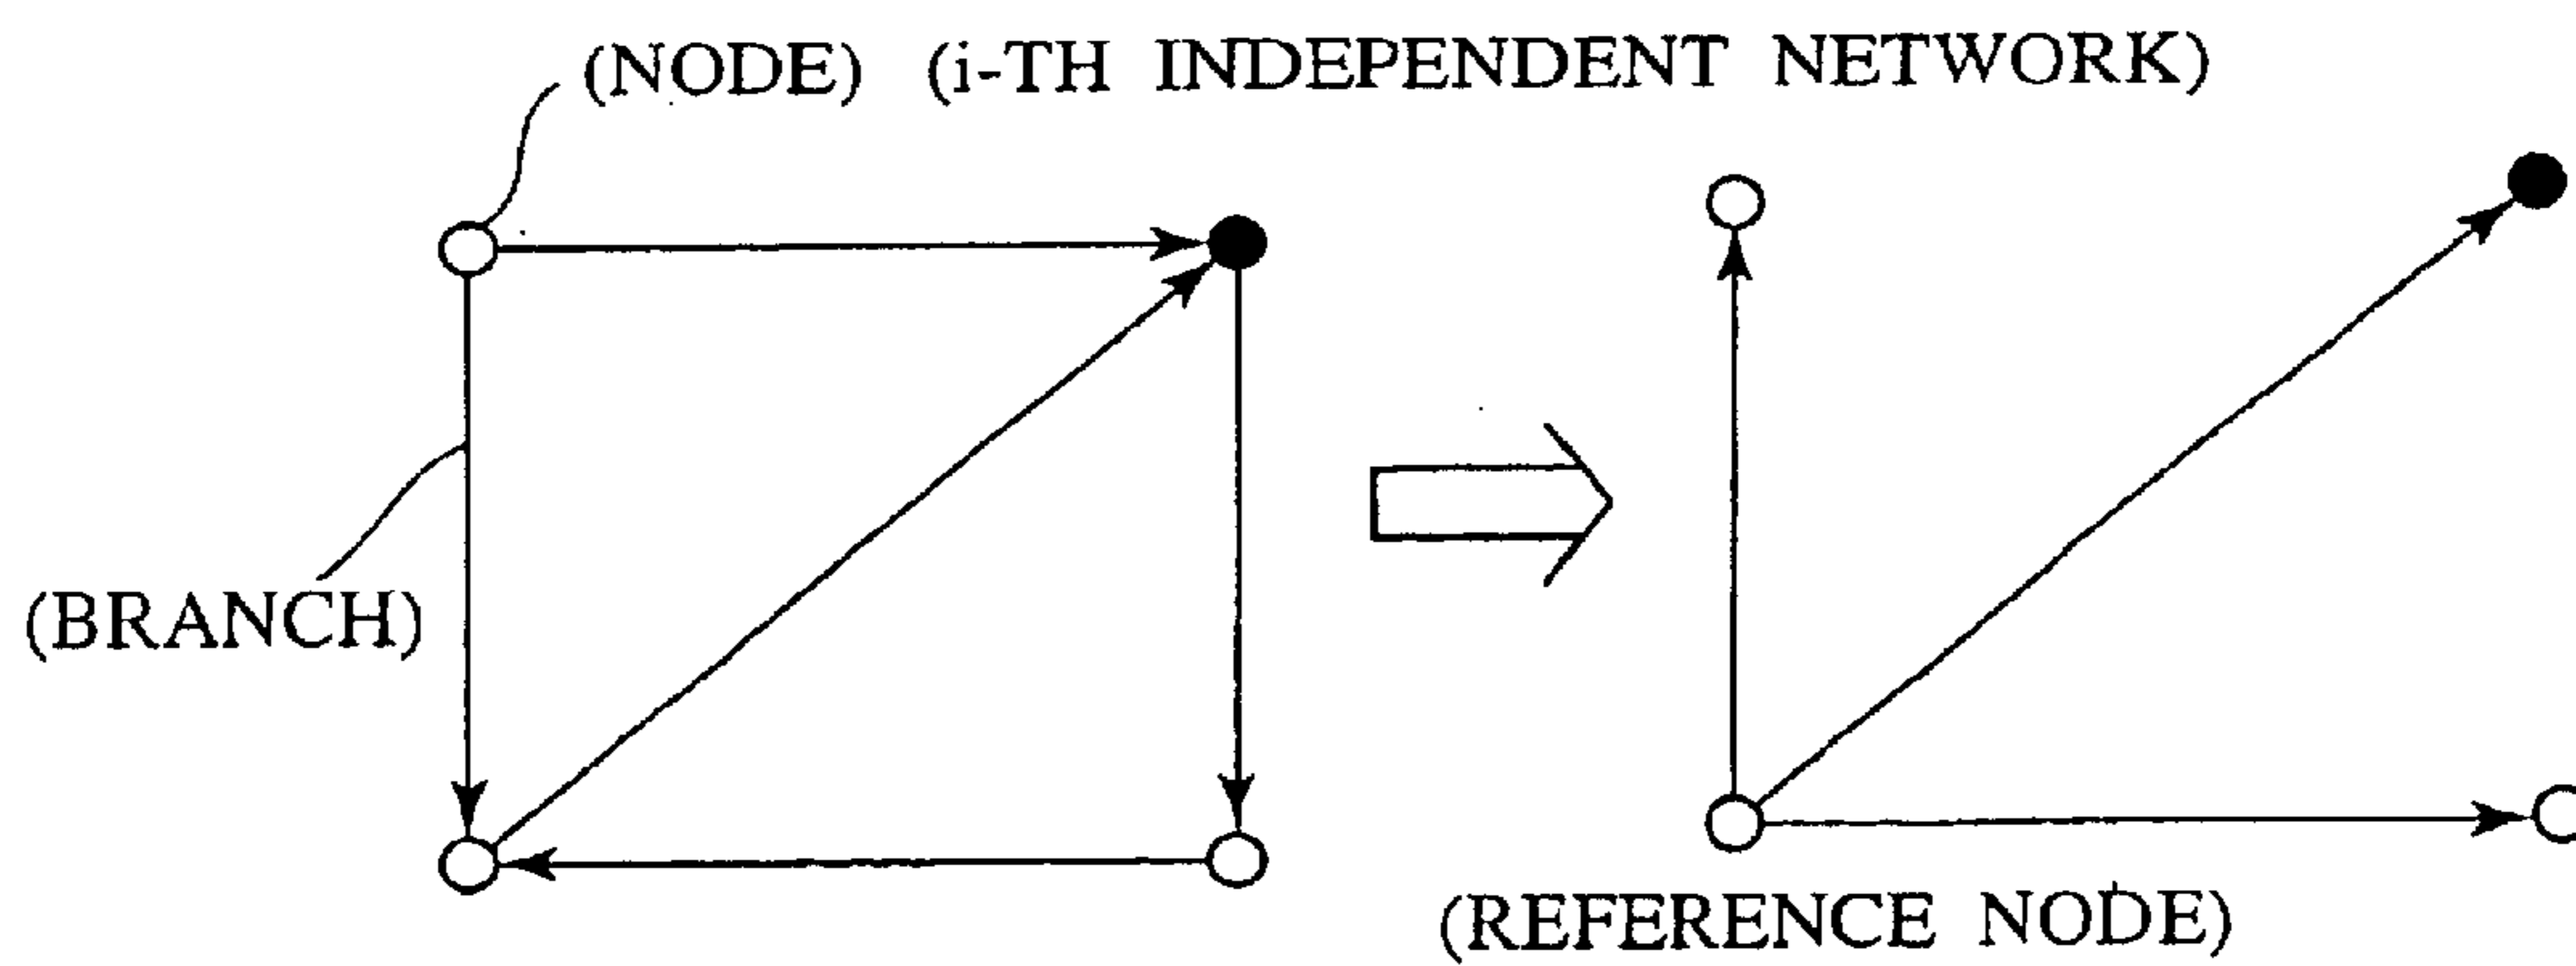 (NODE) (i-TH INDEPENDENT NETWORK)
(BRANCH)
(REFERENCE NODE)